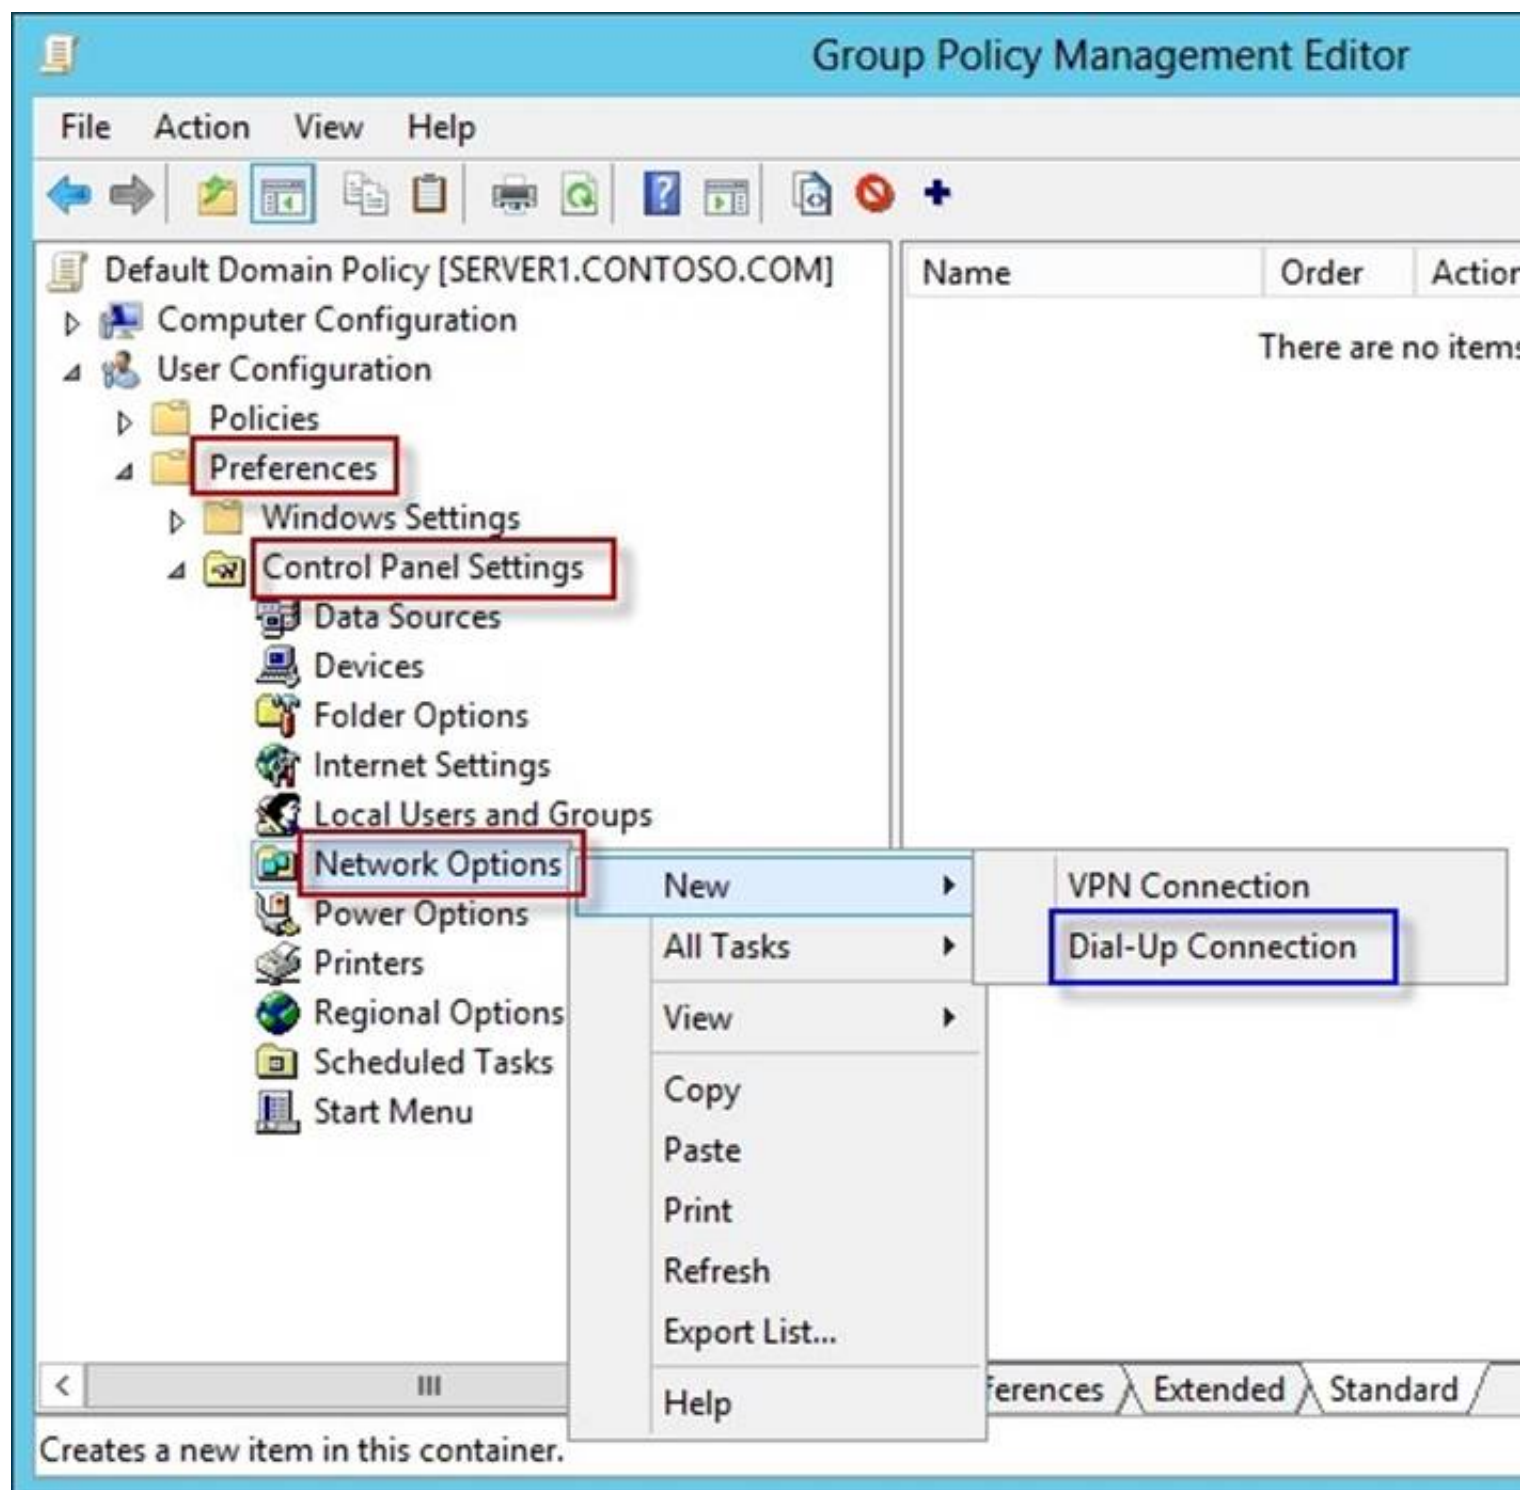 Group Policy Management Editor
File Action View Help
Default Domain Policy [SERVER1.CONTOSO.COM]
Computer Configuration
User Configuration
Policies
Preferences
Windows Settings
Control Panel Settings
Data Sources
Devices
Folder Options
Internet Settings
Local Users and Groups
Network Options
Power Options
Printers
Regional Options
Scheduled Tasks
Start Menu
Name Order Action
There are no items
New
All Tasks
View
Copy
Paste
Print
Refresh
Export List...
Help
VPN Connection
Dial-Up Connection
ferences Extended Standard
Creates a new item in this container.